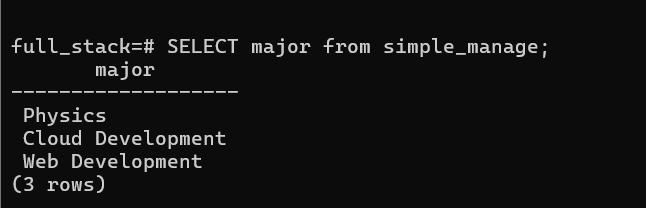 full_stack=# SELECT major from simple_manage;
       major
-------------------
 Physics
 Cloud Development
 Web Development
(3 rows)